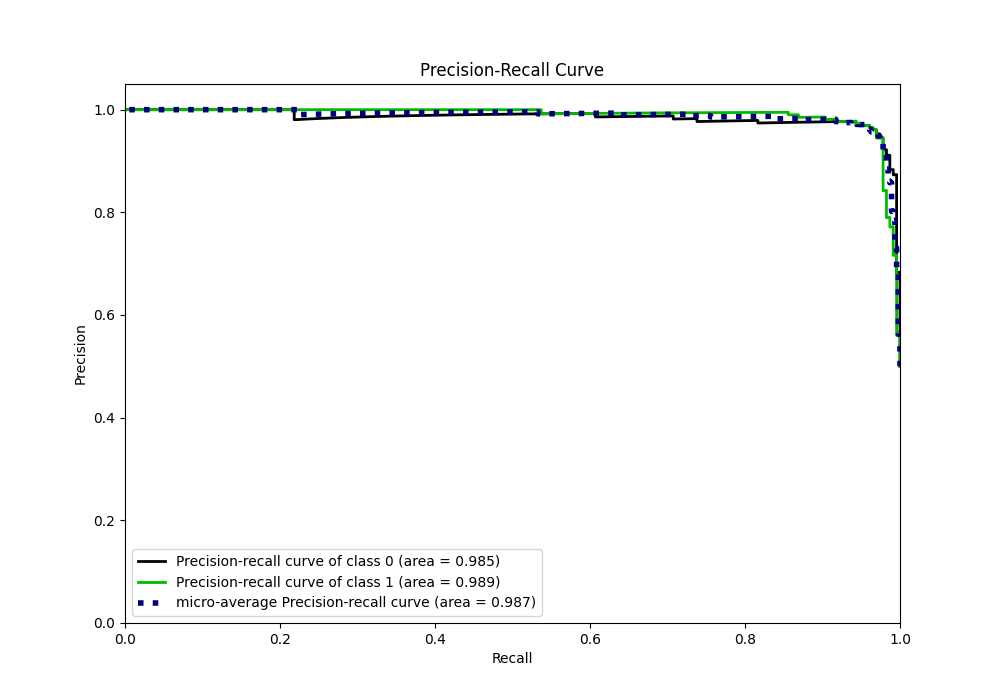 Precision-Recall Curve
1.0
0.8
0.6
0.4
0.2
0.0
Precision
Precision-recall curve of class 0 (area = 0.985)
Precision-recall curve of class 1 (area = 0.989)
micro-average Precision-recall curve (area = 0.987)
0.0 0.2 0.4 0.6 0.8 1.0
Recall